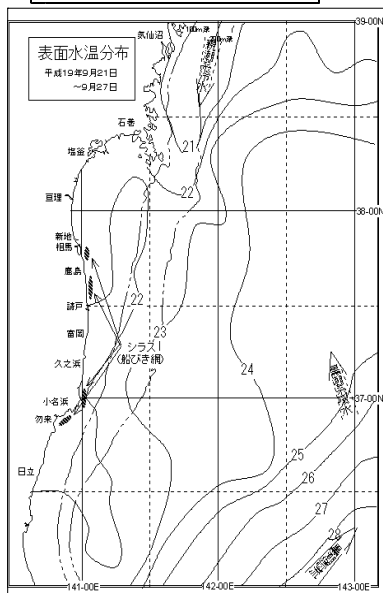 表面水温分布
平成19年9月21日
～9月27日
気仙沼
100m深
39-00N
石巻
塩釜
21
22
亘理
38-00N
新地
相馬
鹿島
請戸
22
23
富岡
シラス
(船びき網)
久之浜
24
小名浜
37-00N
勿来
25
日立
26
27
28
141-00E
142-00E
143-00E